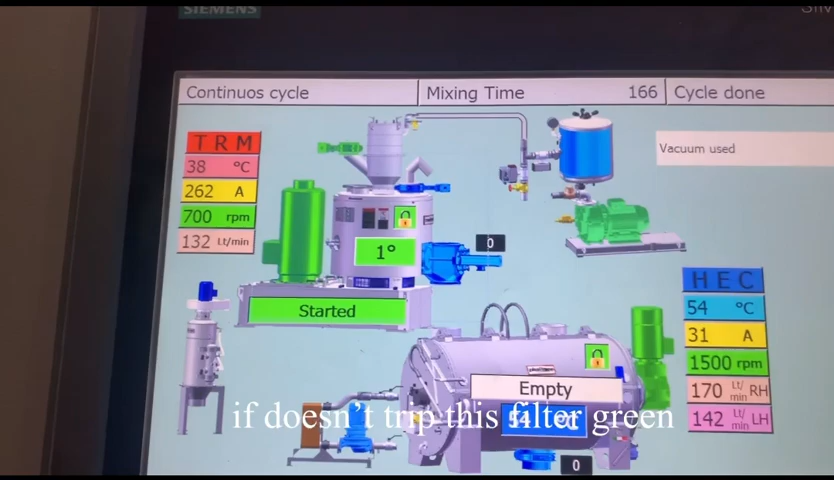 SIEMENS
Continuos cycle
Mixing Time 166
Cycle done
Vacuum used
T R M
38 °C
262 A
700 rpm
132 Lt/min
1°
0
Started
H E C
54 °C
31 A
1500 rpm
170 Lt/min RH
142 Lt/min LH
Empty
54 °C
0
if doesn't trip this filter green